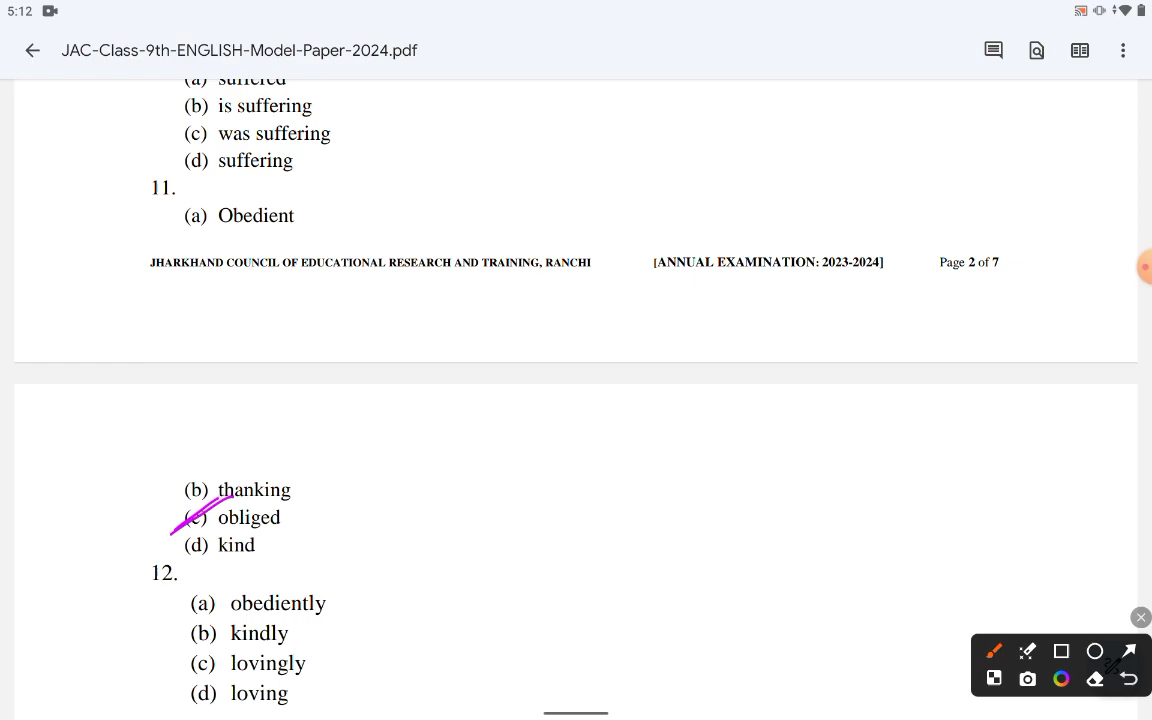 5:12
JAC-Class-9th-ENGLISH-Model-Paper-2024.pdf
(a) suffered
(b) is suffering
(c) was suffering
(d) suffering
11.
(a) Obedient
JHARKHAND COUNCIL OF EDUCATIONAL RESEARCH AND TRAINING, RANCHI [ANNUAL EXAMINATION: 2023-2024] Page 2 of 7
(b) thanking
(c) obliged
(d) kind
12.
(a) obediently
(b) kindly
(c) lovingly
(d) loving